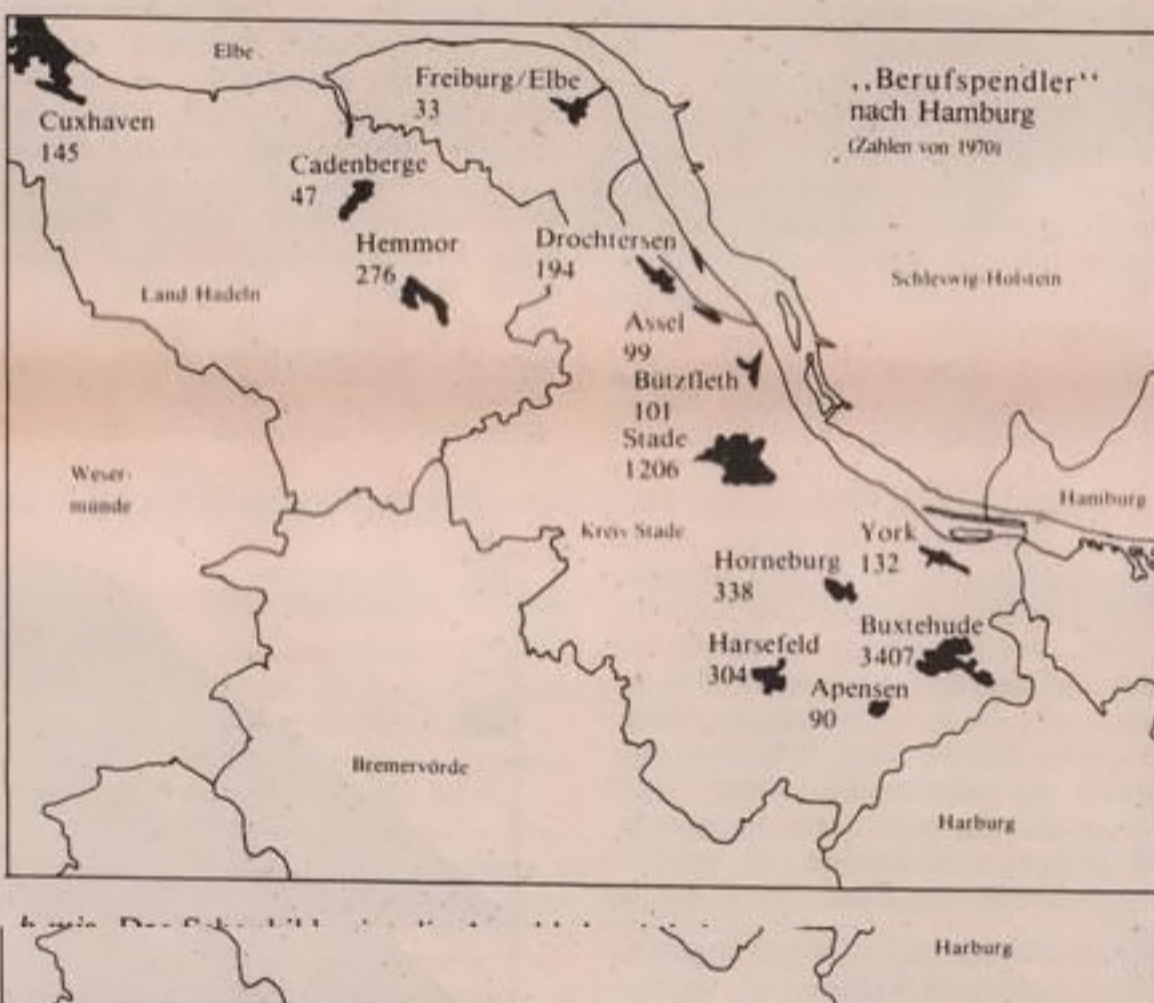 Elbe
Freiburg/Elbe
33
„Berufspendler“
nach Hamburg
(Zahlen von 1970)
Cuxhaven
145
Cadenberge
47
Hemmor
276
Drochtersen
194
Land Hadeln
Schleswig-Holstein
Assel
99
Bützfleth
101
Stade
1206
Weser-
münde
Hamburg
Kreis Stade
York
132
Horneburg
338
Buxtehude
3407
Harsefeld
304
Apensen
90
Bremervörde
Harburg
Harburg